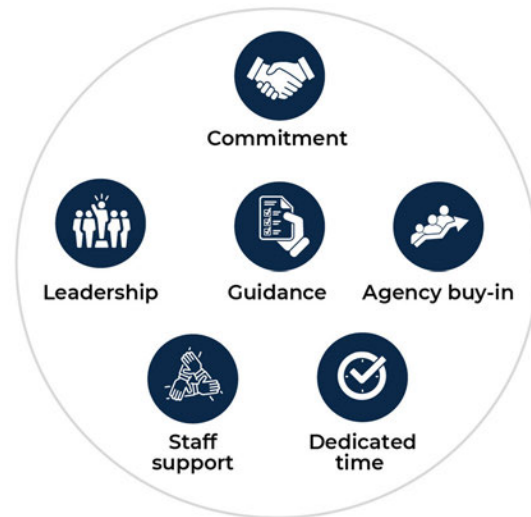 Commitment
Leadership
Guidance
Agency buy-in
Staff
support
Dedicated
time